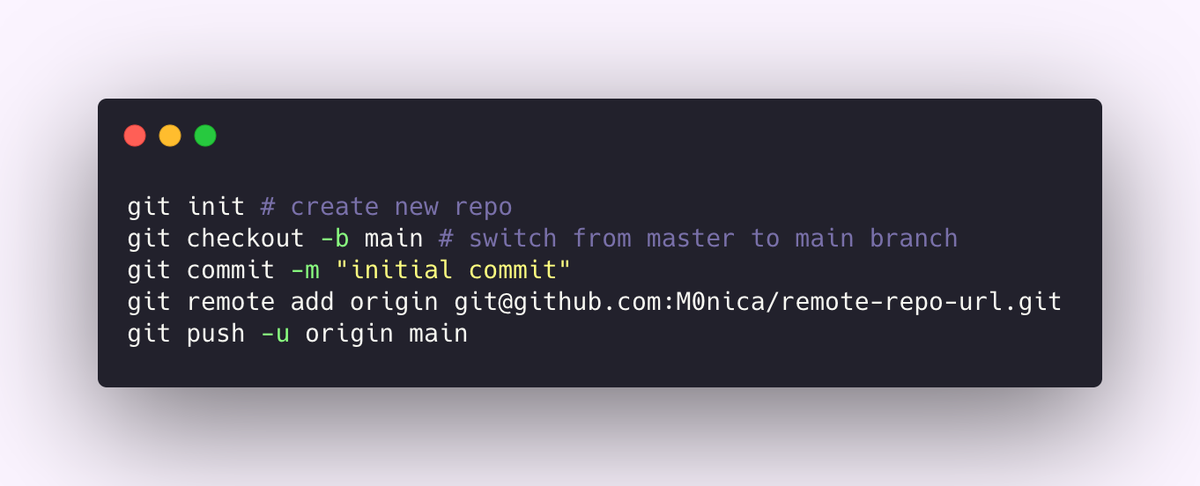 git init # create new repo
git checkout -b main # switch from master to main branch
git commit -m "initial commit"
git remote add origin git@github.com:M0nica/remote-repo-url.git
git push -u origin main